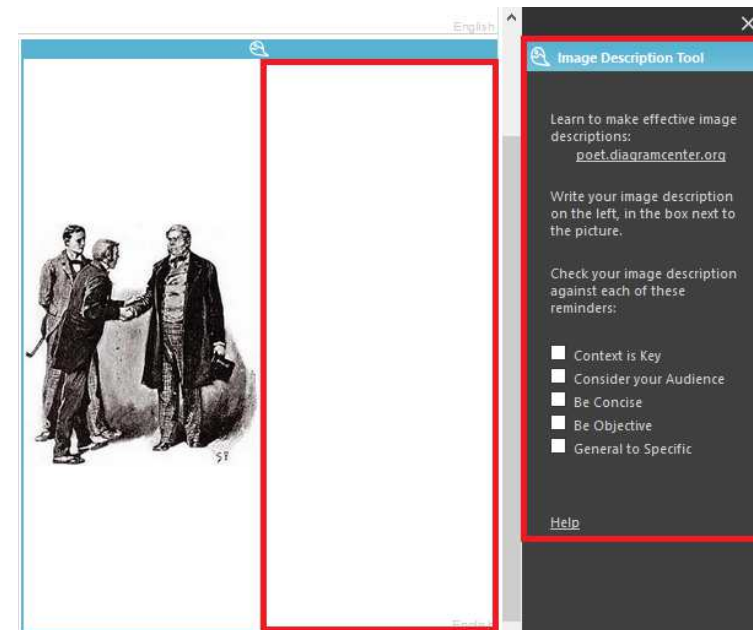 English
Image Description Tool
Learn to make effective image
descriptions:
poet.diagramcenter.org
Write your image description
on the left, in the box next to
the picture.
Check your image description
against each of these
reminders:
Context is Key
Consider your Audience
Be Concise
Be Objective
General to Specific
SP
Help
English